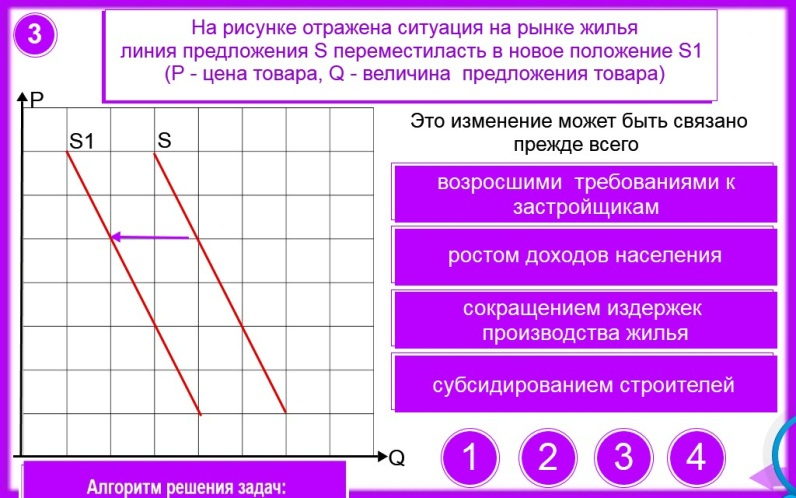 3
На рисунке отражена ситуация на рынке жилья
линия предложения S переместиласть в новое положение S1
(P - цена товара, Q - величина предложения товара)
P
S1
S
Q
Это изменение может быть связано
прежде всего
возросшими требованиями к
застройщикам
ростом доходов населения
сокращением издержек
производства жилья
субсидированием строителей
1
2
3
4
Алгоритм решения задач: